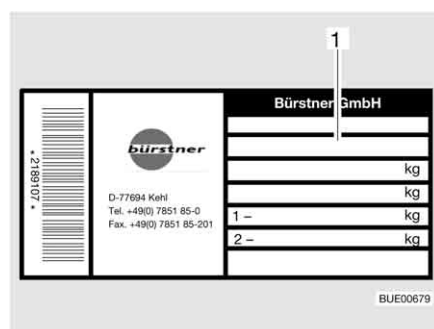 1
* 2189107 *
bürstner
D-77694 Kehl
Tel. +49(0) 7851 85-0
Fax. +49(0) 7851 85-201
Bürstner GmbH
kg
kg
1 – kg
2 – kg
BUE00679